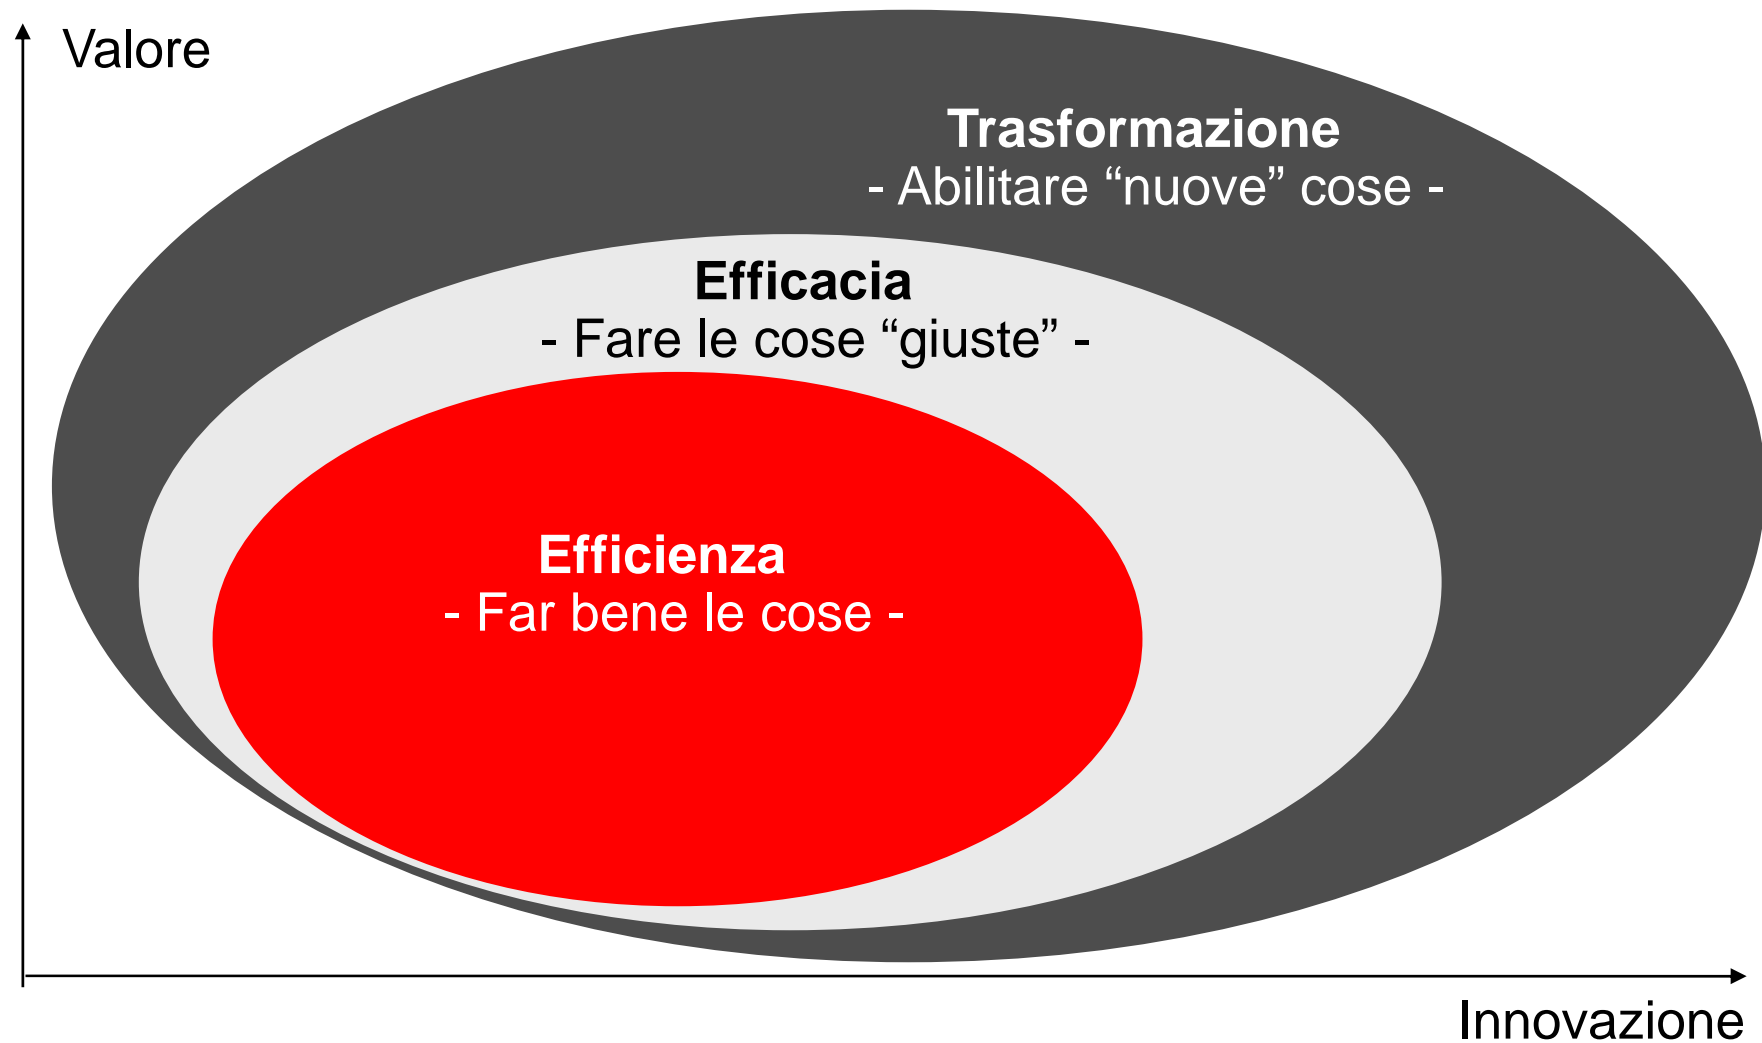 Valore
Trasformazione
- Abilitare “nuove” cose -
Efficacia
- Fare le cose “giuste” -
Efficienza
- Far bene le cose -
Innovazione